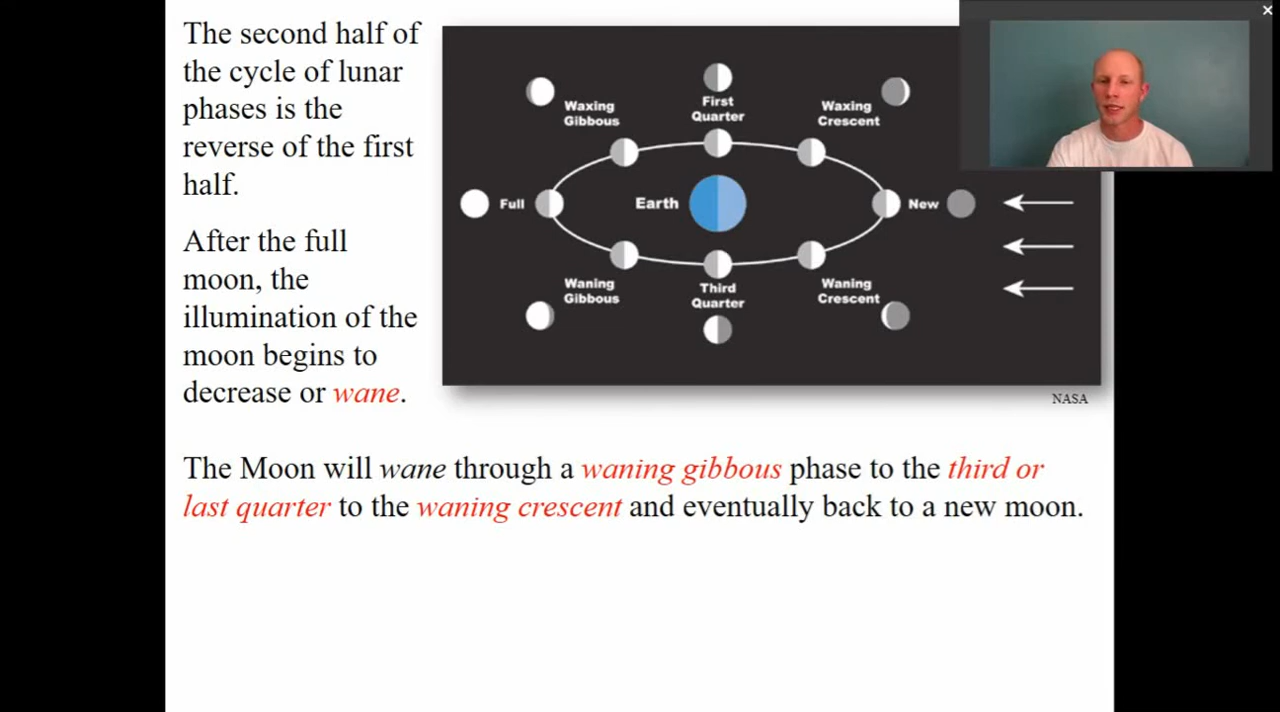 The second half of
the cycle of lunar
phases is the
reverse of the first
half.
After the full
moon, the
illumination of the
moon begins to
decrease or wane.
Waxing
Gibbous
First
Quarter
Waxing
Crescent
Full
Earth
New
Waning
Gibbous
Third
Quarter
Waning
Crescent
NASA
The Moon will wane through a waning gibbous phase to the third or
last quarter to the waning crescent and eventually back to a new moon.